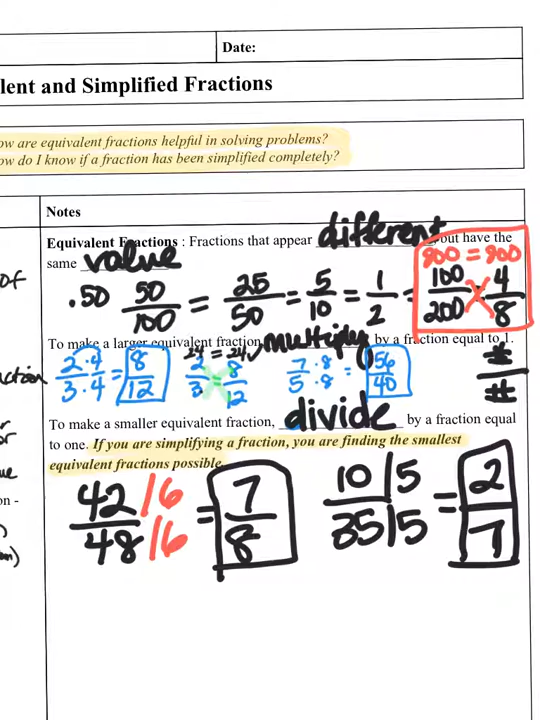 Date:
lent and Simplified Fractions
ow are equivalent fractions helpful in solving problems?
ow do I know if a fraction has been simplified completely?
Notes
Equivalent Fractions : Fractions that appear different, but have the
same value
800 = 800
.50 50/100 = 25/50 = 5/10 = 1/2 = 100/200 × 4/8
of
To make a larger equivalent fraction, multiply by a fraction equal to 1.
24 = 24 ✓
2·4/3·4 = 8/12 2/3 = 8/12 7·8/5·8 = 56/40 #/#
action
To make a smaller equivalent fraction, divide by a fraction equal
to one. If you are simplifying a fraction, you are finding the smallest
equivalent fractions possible.
on -
42/6 / 48/6 = 7/8 10/5 / 35/5 = 2/7